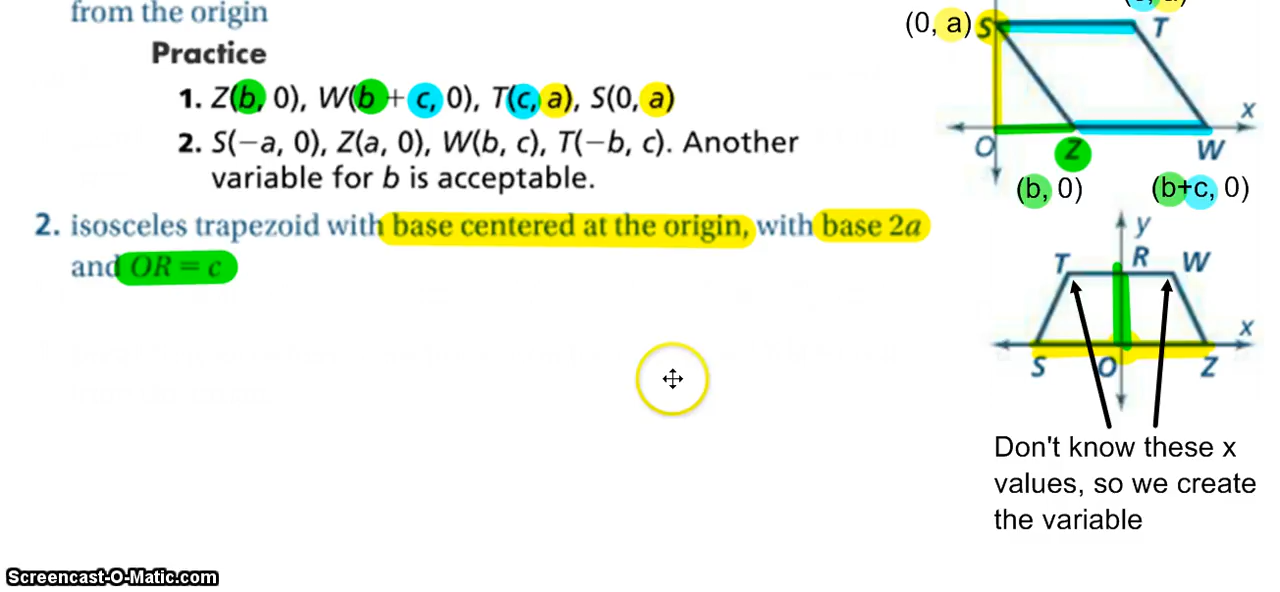 from the origin
Practice
1. Z(b, 0), W(b + c, 0), T(c, a), S(0, a)
2. S(−a, 0), Z(a, 0), W(b, c), T(−b, c). Another
variable for b is acceptable.
2. isosceles trapezoid with base centered at the origin, with base 2a
and OR = c
(0, a) S
T
x
O
Z
W
(b, 0)
(b+c, 0)
y
T
R
W
x
S
O
Z
Don't know these x
values, so we create
the variable
Screencast-O-Matic.com